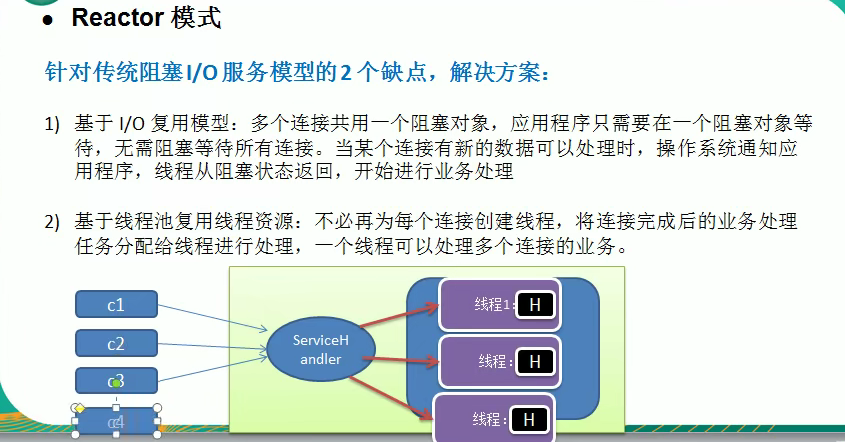 Reactor 模式
针对传统阻塞I/O服务模型的2个缺点，解决方案：
1) 基于 I/O 复用模型：多个连接共用一个阻塞对象，应用程序只需要在一个阻塞对象等
待，无需阻塞等待所有连接。当某个连接有新的数据可以处理时，操作系统通知应
用程序，线程从阻塞状态返回，开始进行业务处理
2) 基于线程池复用线程资源：不必再为每个连接创建线程，将连接完成后的业务处理
任务分配给线程进行处理，一个线程可以处理多个连接的业务。
c1
c2
c3
c4
ServiceH
andler
线程1: H
线程: H
线程: H